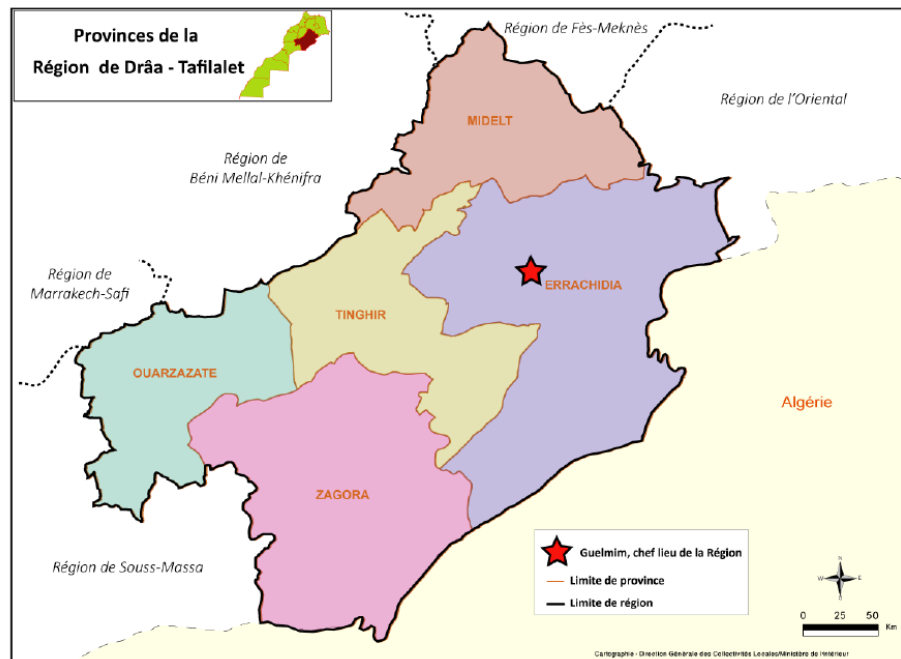 Provinces de la
Région de Drâa - Tafilalet
Région de Fès-Meknès
Région de l'Oriental
MIDELT
Région de
Béni Mellal-Khénifra
Région de
Marrakech-Safi
ERRACHIDIA
TINGHIR
OUARZAZATE
Algérie
ZAGORA
Région de Souss-Massa
Guelmim, chef lieu de la Région
Limite de province
Limite de région
N
W E
S
0 25 50
Km
Cartographie - Direction Générale des Collectivités Locales/Ministère de l'Intérieur